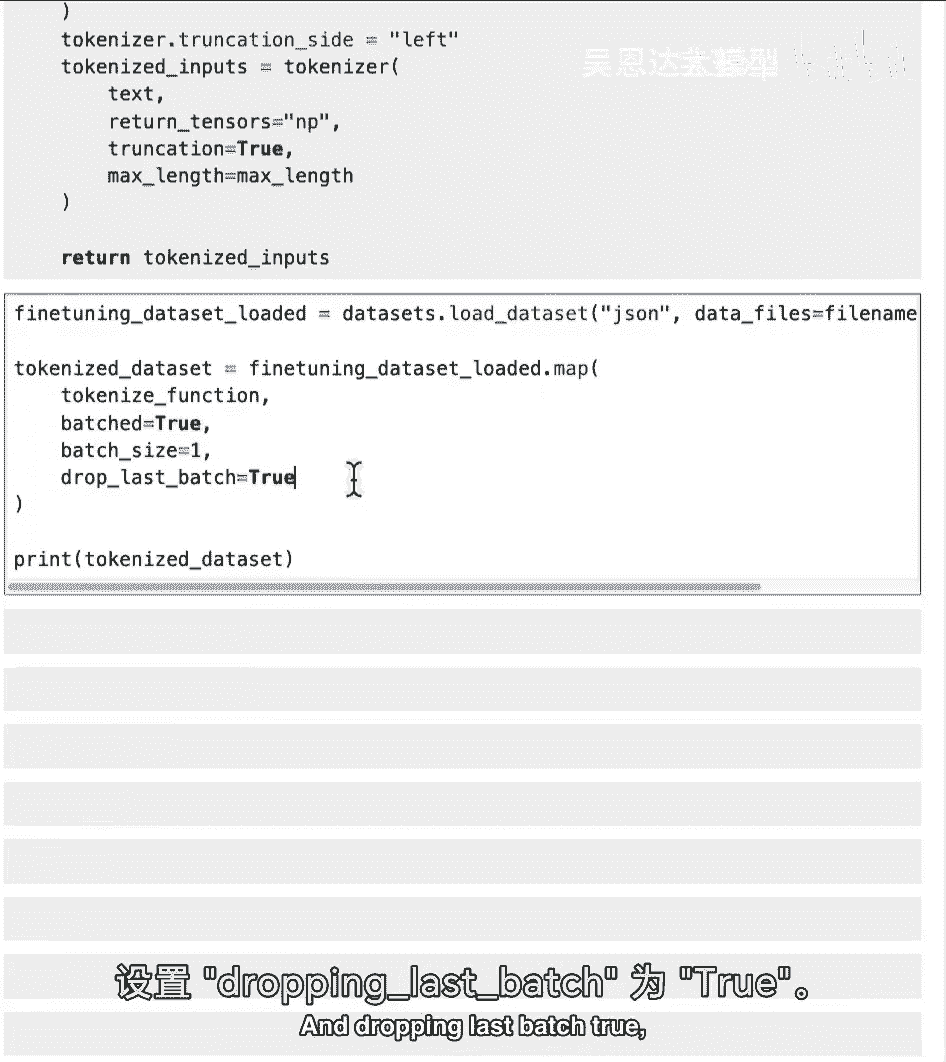 )
tokenizer.truncation_side = "left"
吴恩达大模型
tokenized_inputs = tokenizer(
text,
return_tensors="np",
truncation=True,
max_length=max_length
)
return tokenized_inputs
finetuning_dataset_loaded = datasets.load_dataset("json", data_files=filename
tokenized_dataset = finetuning_dataset_loaded.map(
tokenize_function,
batched=True,
batch_size=1,
drop_last_batch=True
)
print(tokenized_dataset)
设置 "dropping_last_batch" 为 "True"。
And dropping last batch true,